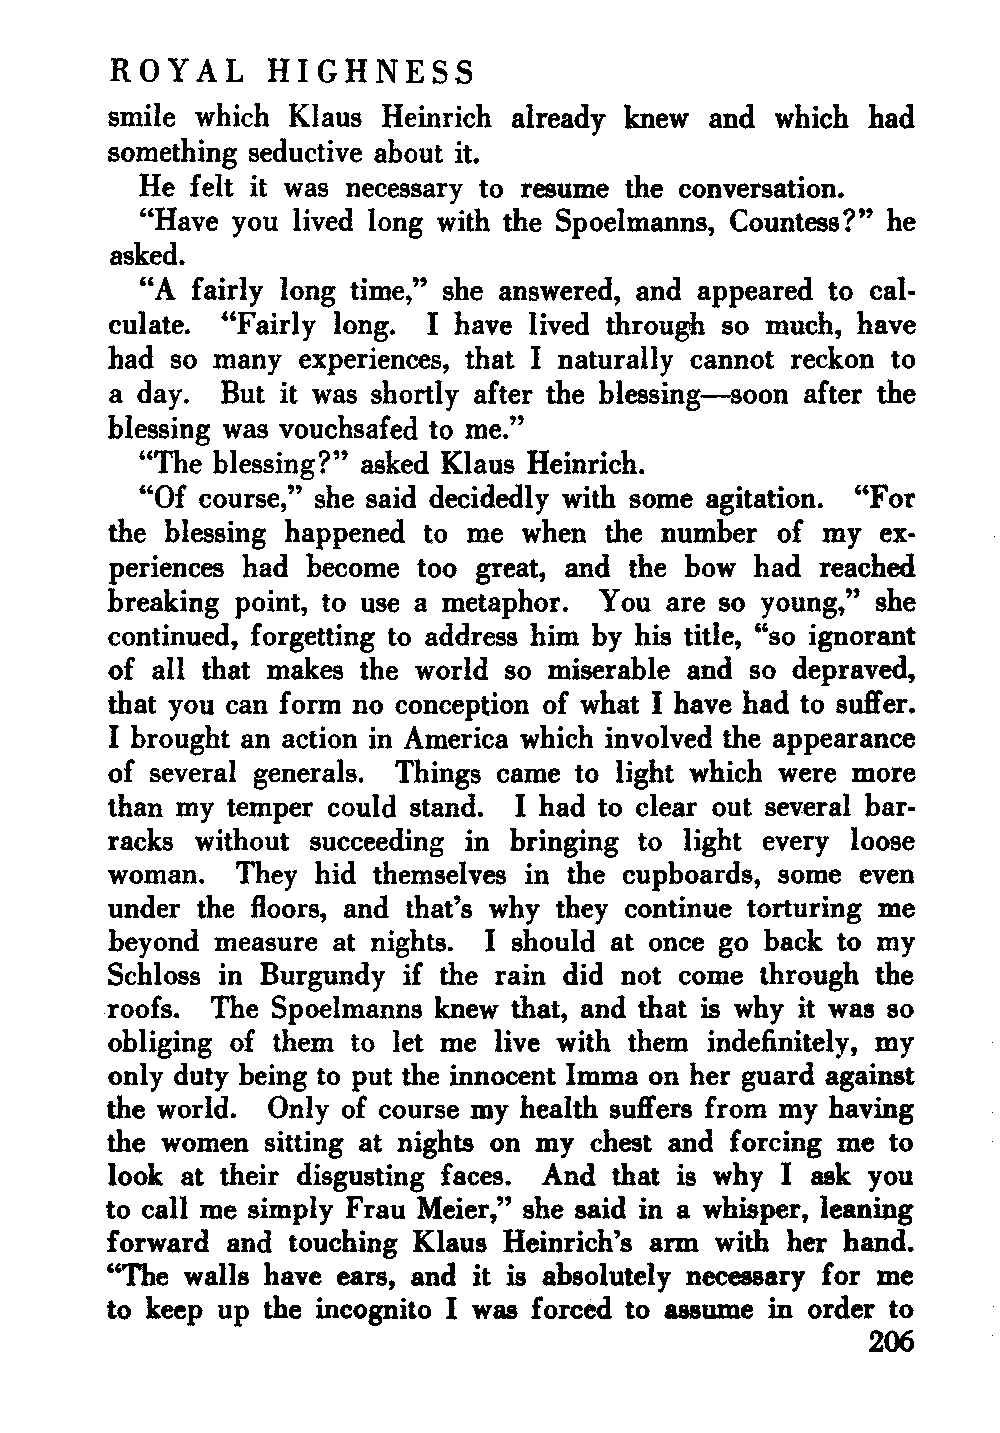 ROYAL HIGHNESS
smile which Klaus Heinrich already knew and which had
something seductive about it.
He felt it was necessary to resume the conversation.
“Have you lived long with the Spoelmanns, Countess?” he
asked.
“A fairly long time,” she answered, and appeared to cal-
culate. “Fairly long. I have lived through so much, have
had so many experiences, that I naturally cannot reckon to
a day. But it was shortly after the blessing—soon after the
blessing was vouchsafed to me.”
“The blessing?” asked Klaus Heinrich.
“Of course,” she said decidedly with some agitation. “For
the blessing happened to me when the number of my ex-
periences had become too great, and the bow had reached
breaking point, to use a metaphor. You are so young,” she
continued, forgetting to address him by his title, “so ignorant
of all that makes the world so miserable and so depraved,
that you can form no conception of what I have had to suffer.
I brought an action in America which involved the appearance
of several generals. Things came to light which were more
than my temper could stand. I had to clear out several bar-
racks without succeeding in bringing to light every loose
woman. They hid themselves in the cupboards, some even
under the floors, and that's why they continue torturing me
beyond measure at nights. I should at once go back to my
Schloss in Burgundy if the rain did not come through the
roofs. The Spoelmanns knew that, and that is why it was so
obliging of them to let me live with them indefinitely, my
only duty being to put the innocent Imma on her guard against
the world. Only of course my health suffers from my having
the women sitting at nights on my chest and forcing me to
look at their disgusting faces. And that is why I ask you
to call me simply Frau Meier,” she said in a whisper, leaning
forward and touching Klaus Heinrich's arm with her hand.
“The walls have ears, and it is absolutely necessary for me
to keep up the incognito I was forced to assume in order to
206